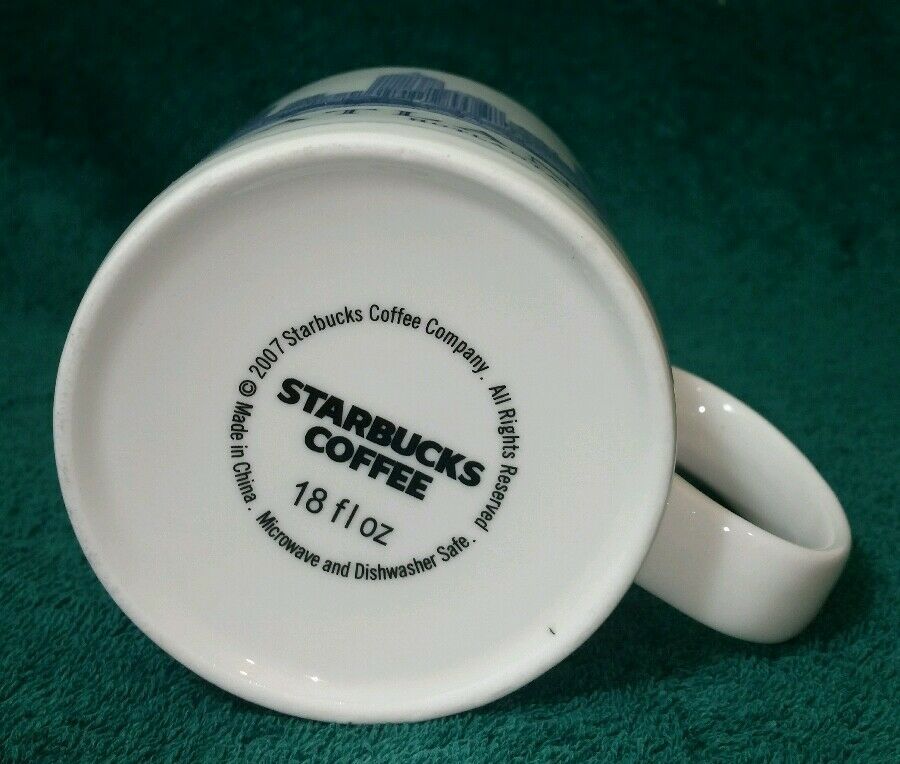 © 2007 Starbucks Coffee Company. All Rights Reserved
STARBUCKS
COFFEE
18 fl oz
Microwave and Dishwasher Safe.
Made in China.